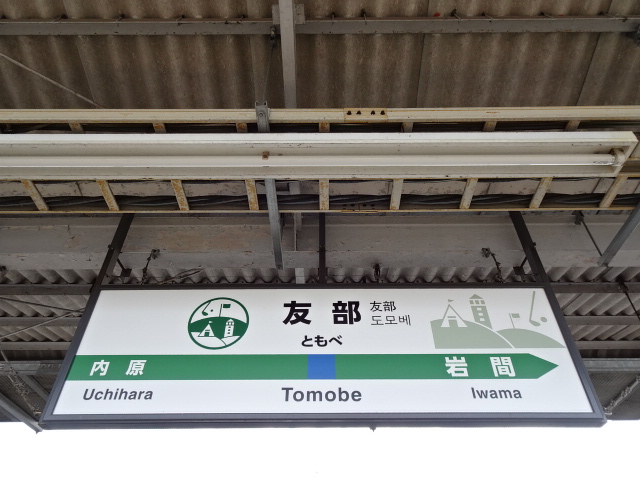 友部
友部
도모베
ともべ
内原 岩間
Uchihara Tomobe Iwama